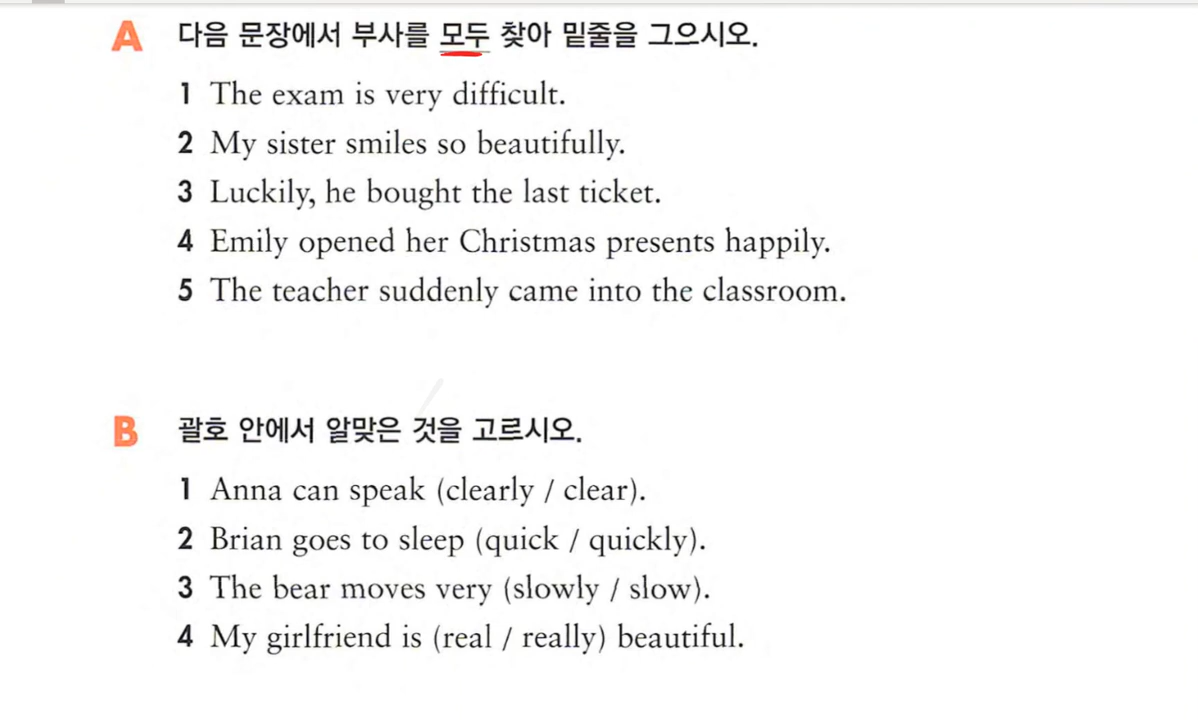 A 다음 문장에서 부사를 모두 찾아 밑줄을 그으시오.
1 The exam is very difficult.
2 My sister smiles so beautifully.
3 Luckily, he bought the last ticket.
4 Emily opened her Christmas presents happily.
5 The teacher suddenly came into the classroom.
B 괄호 안에서 알맞은 것을 고르시오.
1 Anna can speak (clearly / clear).
2 Brian goes to sleep (quick / quickly).
3 The bear moves very (slowly / slow).
4 My girlfriend is (real / really) beautiful.